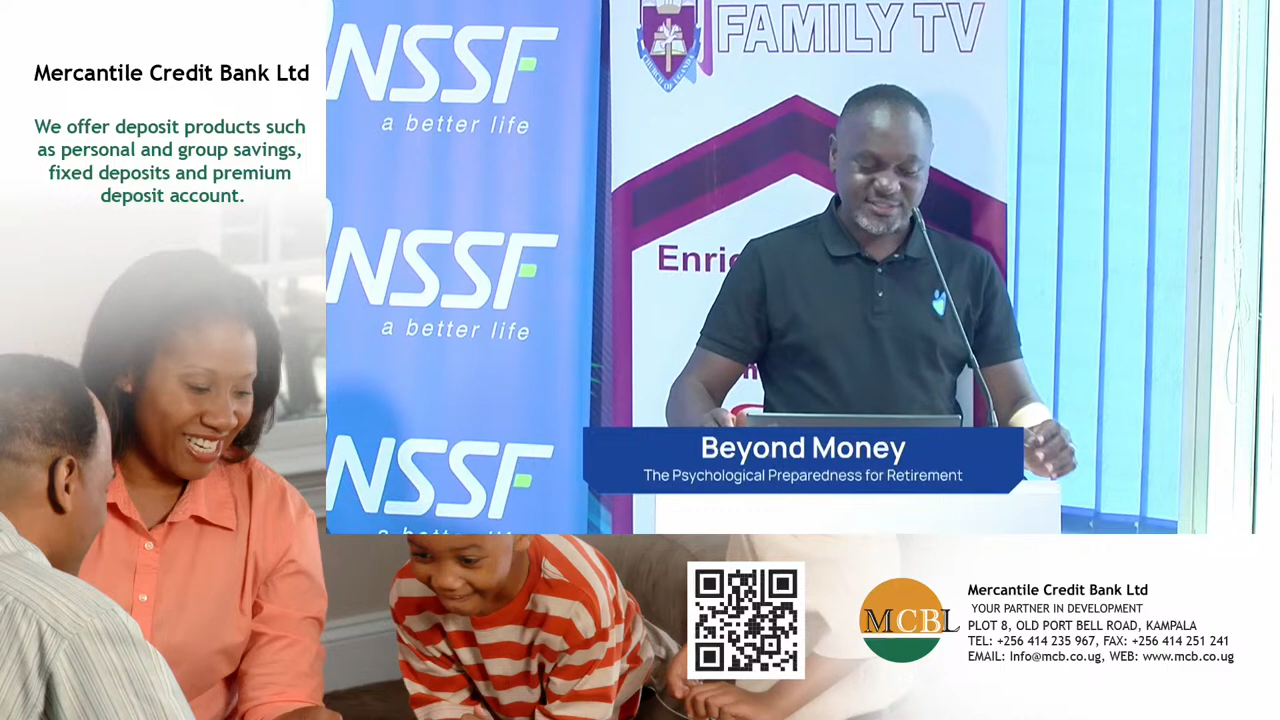 Mercantile Credit Bank Ltd
We offer deposit products such
as personal and group savings,
fixed deposits and premium
deposit account.
NSSF
a better life
NSSF
a better life
NSSF
FAMILY TV
CHURCH OF UGANDA
Beyond Money
The Psychological Preparedness for Retirement
MCBL
Mercantile Credit Bank Ltd
YOUR PARTNER IN DEVELOPMENT
PLOT 8, OLD PORT BELL ROAD, KAMPALA
TEL: +256 414 235 967, FAX: +256 414 251 241
EMAIL: Info@mcb.co.ug, WEB: www.mcb.co.ug